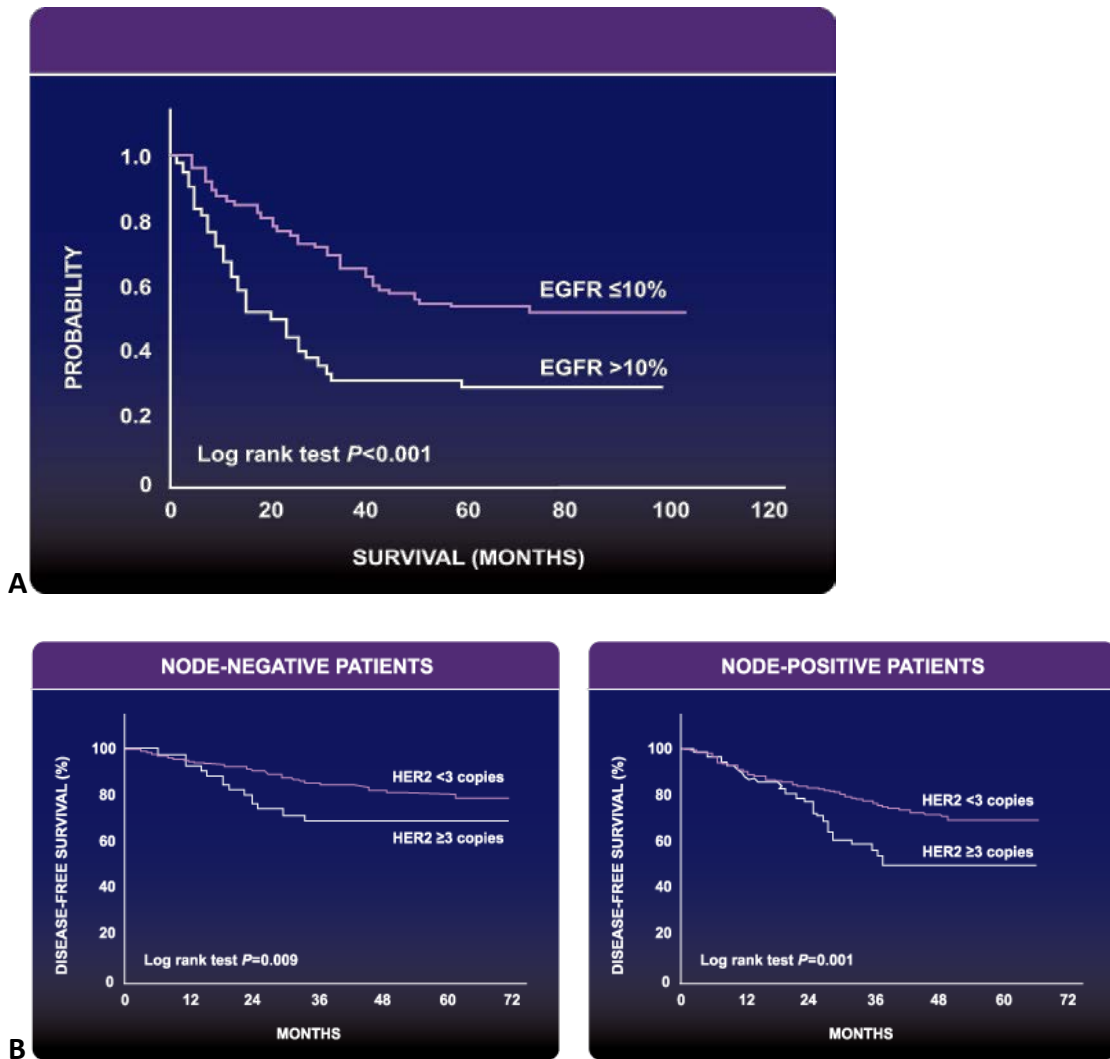 1.0
0.8
0.6
0.4
0.2
0
PROBABILITY
EGFR ≤10%
EGFR >10%
Log rank test P<0.001
0 20 40 60 80 100 120
SURVIVAL (MONTHS)
A
NODE-NEGATIVE PATIENTS
100
80
60
40
20
0
DISEASE-FREE SURVIVAL (%)
HER2 <3 copies
HER2 ≥3 copies
Log rank test P=0.009
0 12 24 36 48 60 72
MONTHS
NODE-POSITIVE PATIENTS
100
80
60
40
20
0
DISEASE-FREE SURVIVAL (%)
HER2 <3 copies
HER2 ≥3 copies
Log rank test P=0.001
0 12 24 36 48 60 72
MONTHS
B